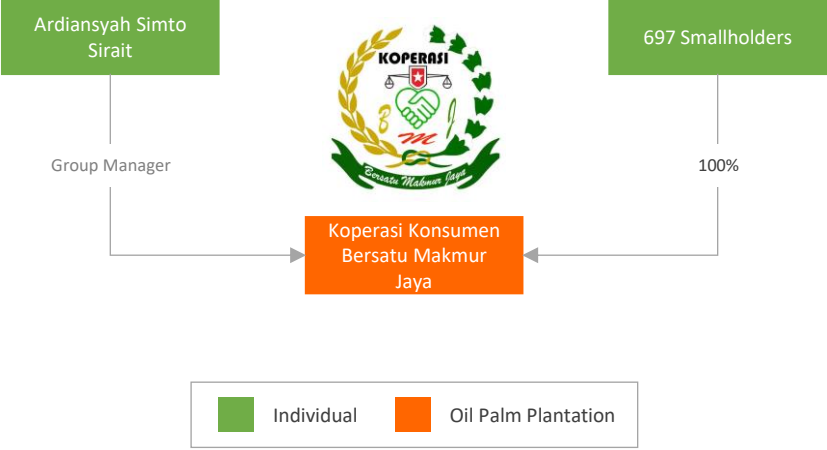 Ardiansyah Simto
Sirait
697 Smallholders
KOPERASI
B
J
M
Bersatu Makmur Jaya
Group Manager
100%
Koperasi Konsumen
Bersatu Makmur
Jaya
Individual
Oil Palm Plantation